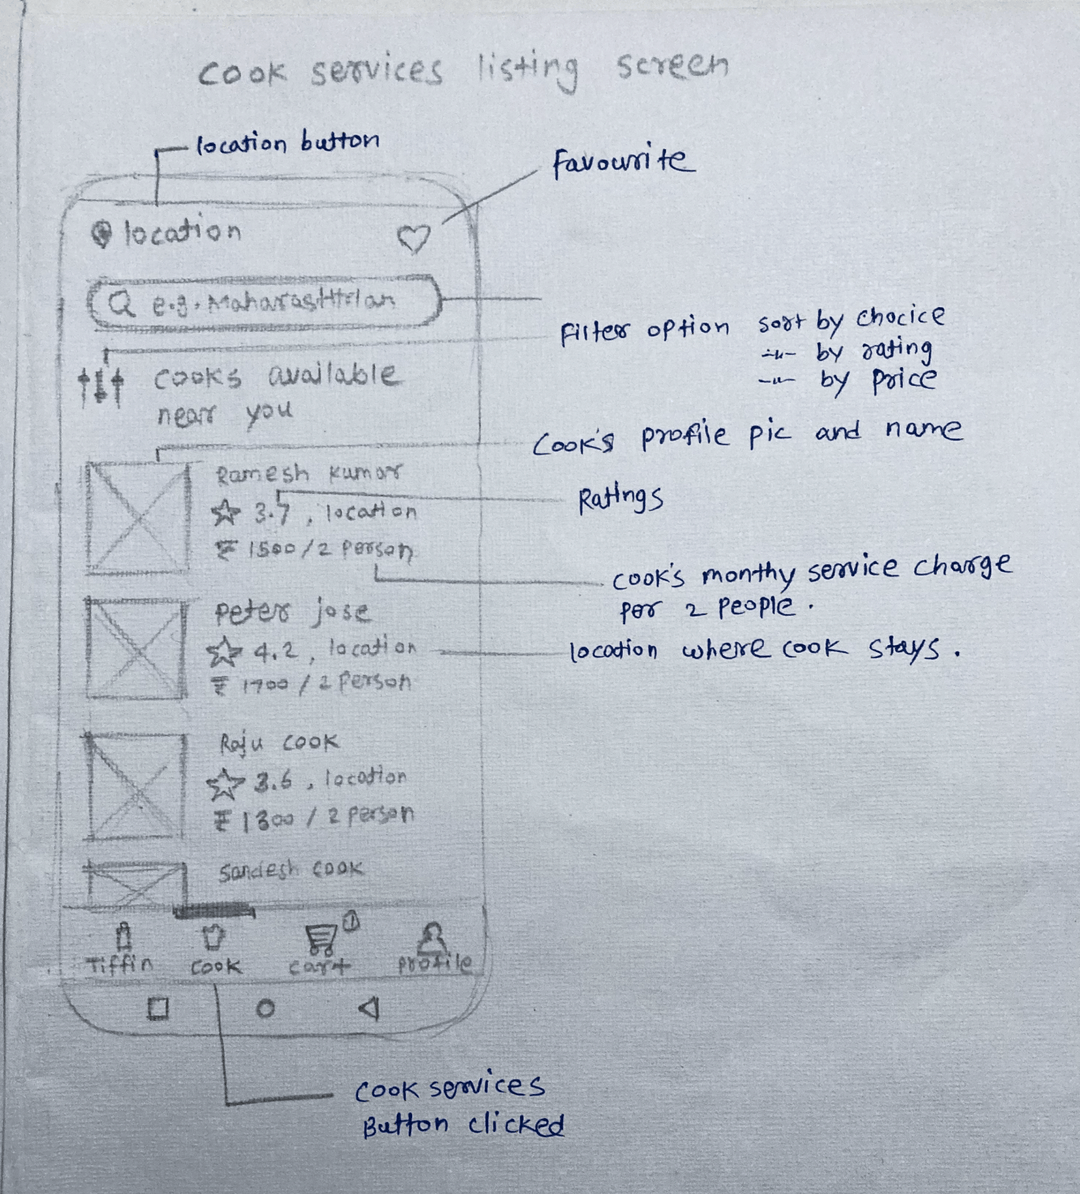 Cook services listing screen
location button
Favourite
location
e.g. Maharashtrian
Filter option sort by chocice
-"- by rating
-"- by price
Cooks available
near you
Cook's profile pic and name
Ramesh kumar
Ratings
3.7, location
₹ 1500/2 person
Cook's monthy service charge
per 2 people.
Peter jose
4.2, location
location where cook stays.
₹ 1700 / 2 person
Raju cook
3.6, location
₹ 1300 / 2 person
Sandesh cook
1
Tiffin cook cart profile
Cook services
Button clicked